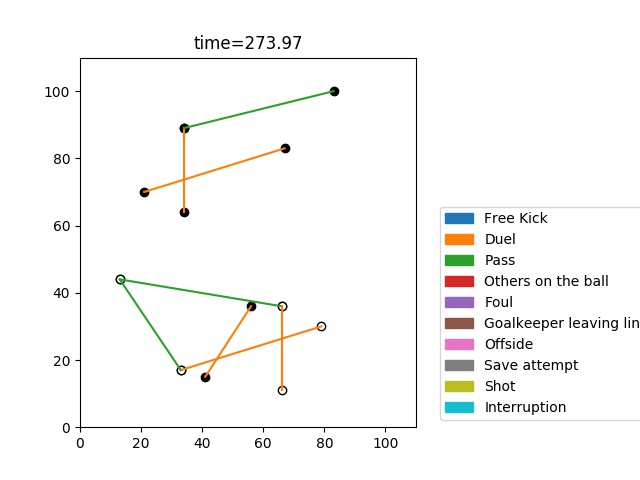 time=273.97
100
80
60
40
20
0
0 20 40 60 80 100
Free Kick
Duel
Pass
Others on the ball
Foul
Goalkeeper leaving lin
Offside
Save attempt
Shot
Interruption